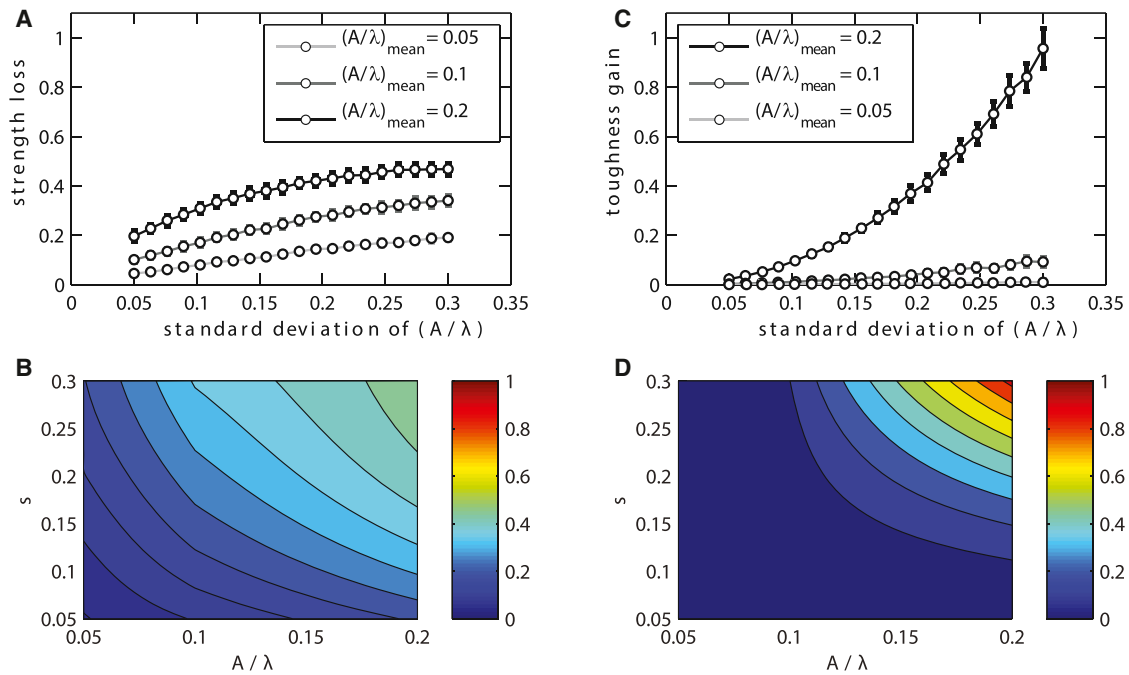 A
1
0.8
0.6
0.4
0.2
0
strength loss
(A/λ)mean = 0.05
(A/λ)mean = 0.1
(A/λ)mean = 0.2
0 0.05 0.1 0.15 0.2 0.25 0.3 0.35
standard deviation of (A/λ)
C
1
0.8
0.6
0.4
0.2
0
toughness gain
(A/λ)mean = 0.2
(A/λ)mean = 0.1
(A/λ)mean = 0.05
0 0.05 0.1 0.15 0.2 0.25 0.3 0.35
standard deviation of (A/λ)
B
0.3
0.25
0.2
0.15
0.1
0.05
s
0.05 0.1 0.15 0.2
A/λ
1
0.8
0.6
0.4
0.2
0
D
0.3
0.25
0.2
0.15
0.1
0.05
s
0.05 0.1 0.15 0.2
A/λ
1
0.8
0.6
0.4
0.2
0